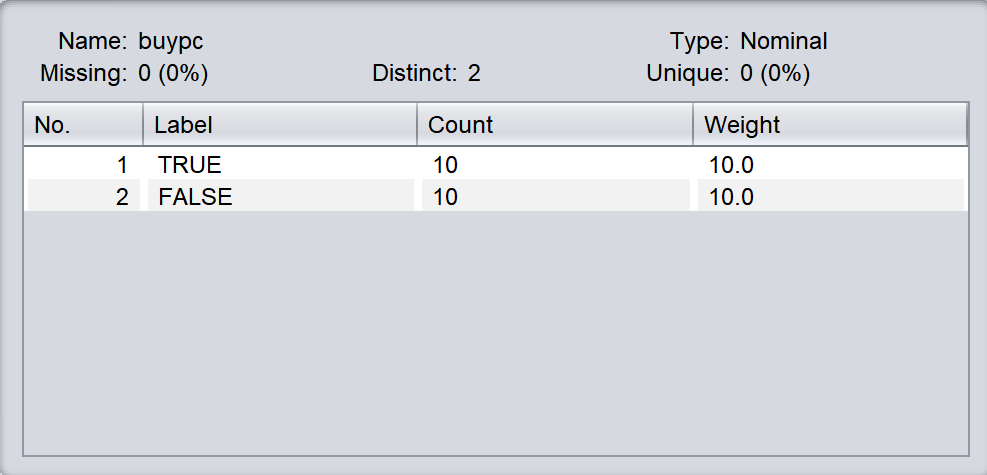 Name: buypc Type: Nominal
Missing: 0 (0%) Distinct: 2 Unique: 0 (0%)
No. Label Count Weight
1 TRUE 10 10.0
2 FALSE 10 10.0